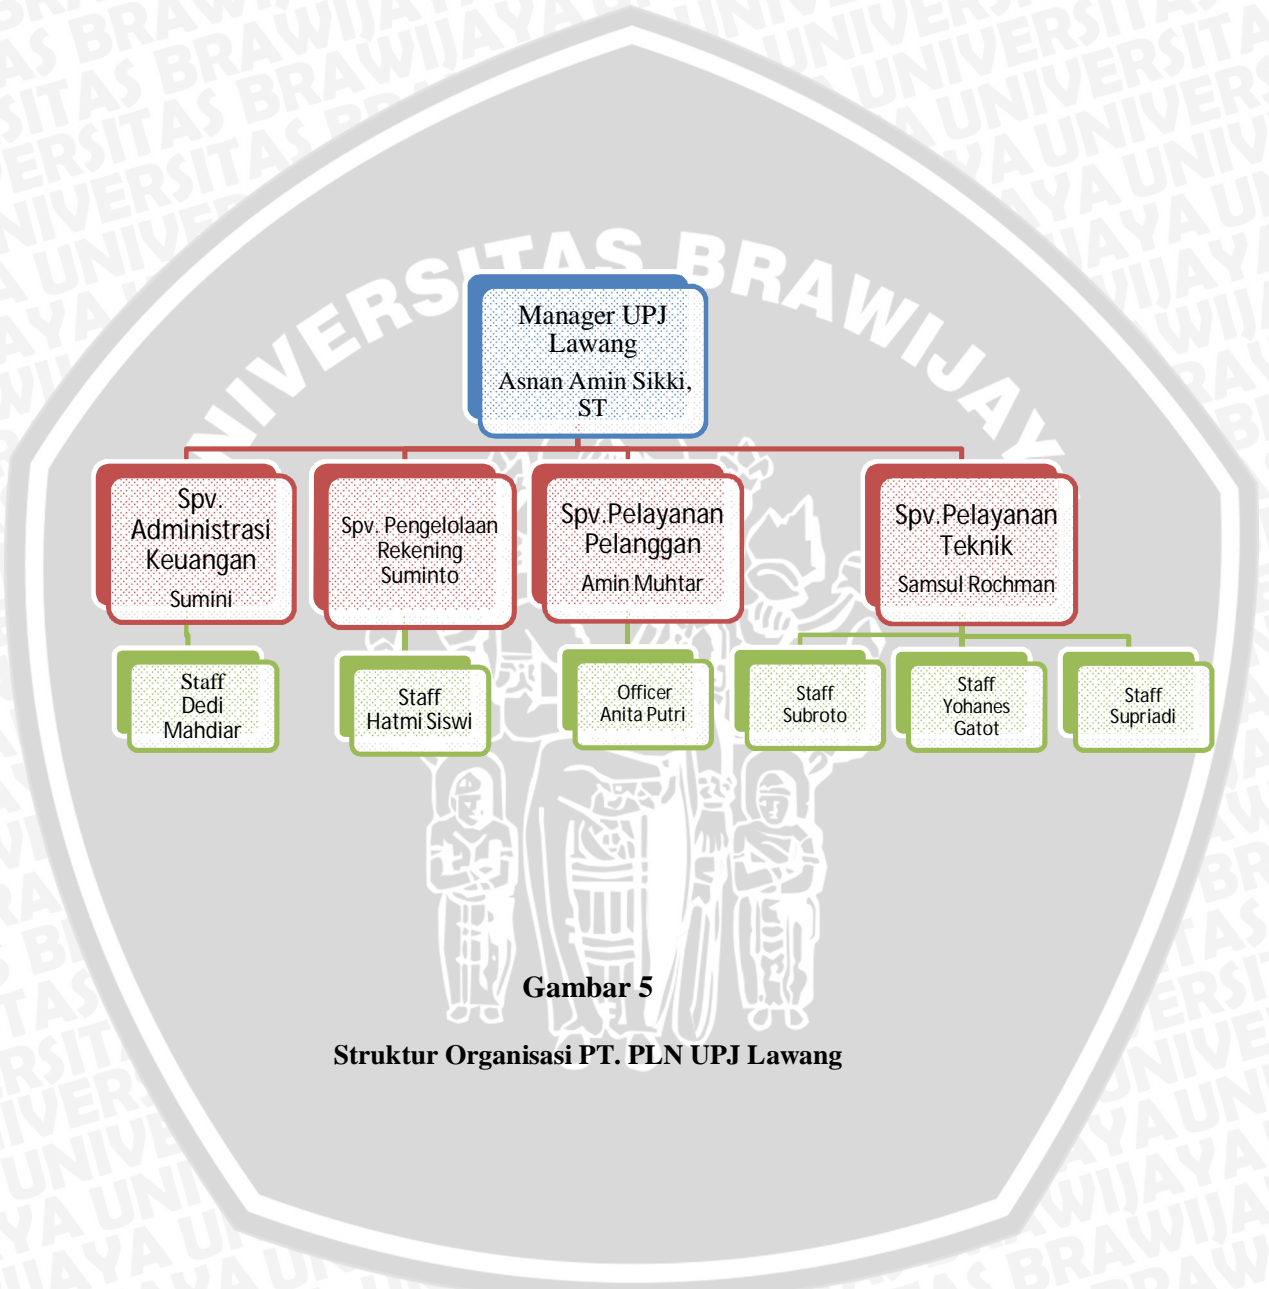 UNIVERSITAS BRAWIJAYA
Manager UPJ
Lawang
Asnan Amin Sikki,
ST
Spv.
Administrasi
Keuangan
Sumini
Spv. Pengelolaan
Rekening
Suminto
Spv.Pelayanan
Pelanggan
Amin Muhtar
Spv.Pelayanan
Teknik
Samsul Rochman
Staff
Dedi
Mahdiar
Staff
Hatmi Siswi
Officer
Anita Putri
Staff
Subroto
Staff
Yohanes
Gatot
Staff
Supriadi
Gambar 5
Struktur Organisasi PT. PLN UPJ Lawang